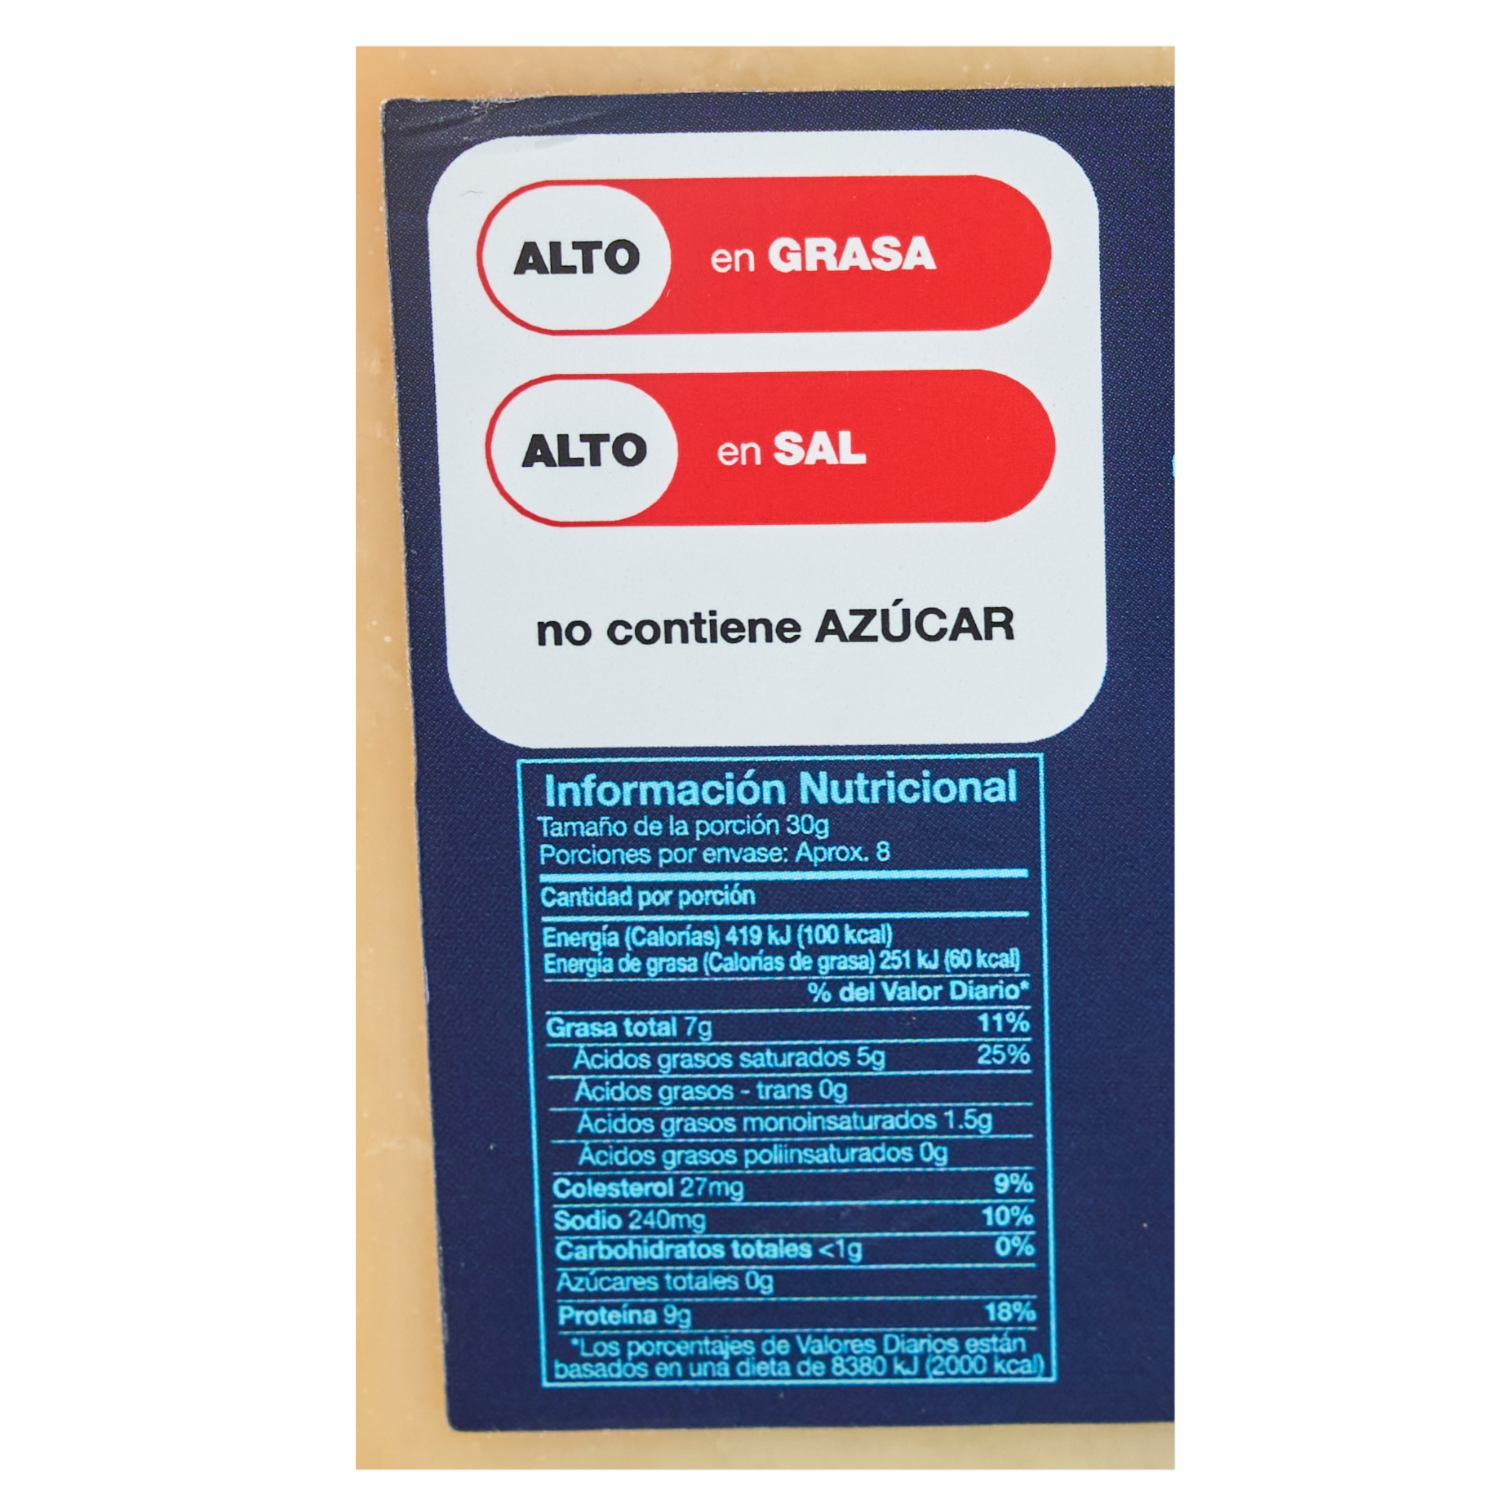 ALTO en GRASA
ALTO en SAL
no contiene AZÚCAR
Información Nutricional
Tamaño de la porción 30g
Porciones por envase: Aprox. 8
Cantidad por porción
Energía (Calorías) 419 kJ (100 kcal)
Energía de grasa (Calorías de grasa) 251 kJ (60 kcal)
% del Valor Diario*
Grasa total 7g 11%
Ácidos grasos saturados 5g 25%
Ácidos grasos - trans 0g
Ácidos grasos monoinsaturados 1.5g
Ácidos grasos poliinsaturados 0g
Colesterol 27mg 9%
Sodio 240mg 10%
Carbohidratos totales <1g 0%
Azúcares totales 0g
Proteína 9g 18%
*Los porcentajes de Valores Diarios están
basados en una dieta de 8380 kJ (2000 kcal)